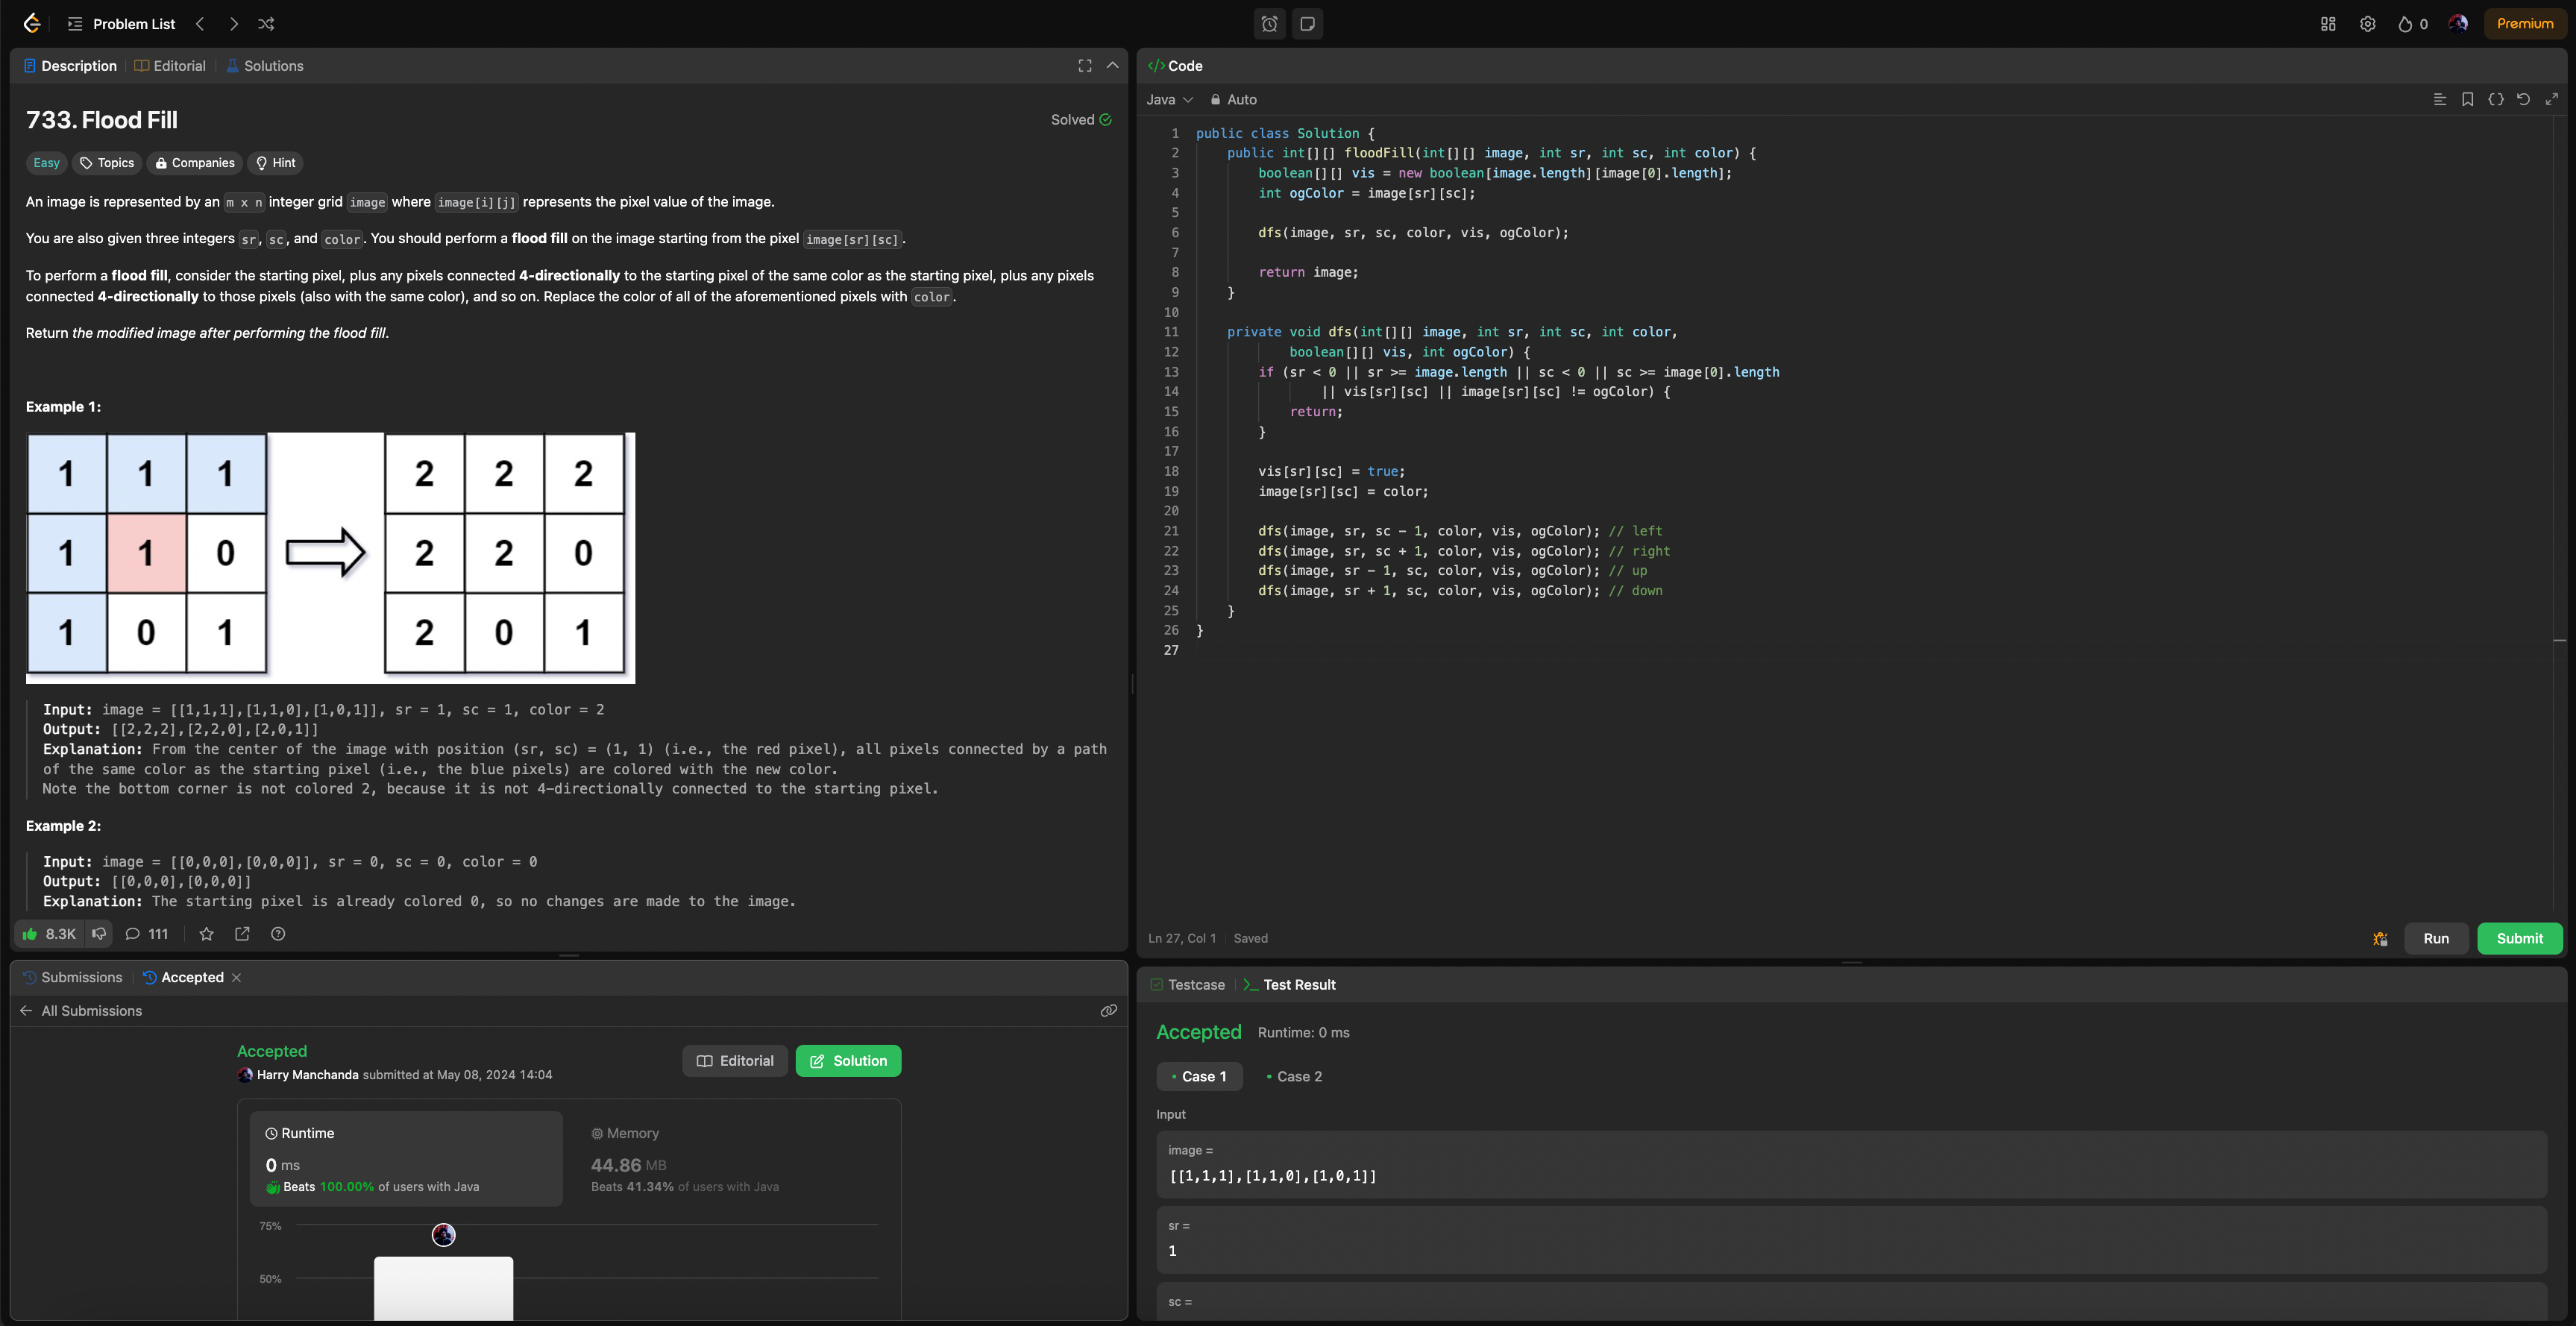 Problem List
0
Premium
Description
Editorial
Solutions
733. Flood Fill
Solved
Easy
Topics
Companies
Hint
An image is represented by an m x n integer grid image where image[i][j] represents the pixel value of the image.
You are also given three integers sr, sc, and color. You should perform a flood fill on the image starting from the pixel image[sr][sc].
To perform a flood fill, consider the starting pixel, plus any pixels connected 4-directionally to the starting pixel of the same color as the starting pixel, plus any pixels
connected 4-directionally to those pixels (also with the same color), and so on. Replace the color of all of the aforementioned pixels with color.
Return the modified image after performing the flood fill.
Example 1:
1 1 1 2 2 2
1 1 0 2 2 0
1 0 1 2 0 1
Input: image = [[1,1,1],[1,1,0],[1,0,1]], sr = 1, sc = 1, color = 2
Output: [[2,2,2],[2,2,0],[2,0,1]]
Explanation: From the center of the image with position (sr, sc) = (1, 1) (i.e., the red pixel), all pixels connected by a path
of the same color as the starting pixel (i.e., the blue pixels) are colored with the new color.
Note the bottom corner is not colored 2, because it is not 4-directionally connected to the starting pixel.
Example 2:
Input: image = [[0,0,0],[0,0,0]], sr = 0, sc = 0, color = 0
Output: [[0,0,0],[0,0,0]]
Explanation: The starting pixel is already colored 0, so no changes are made to the image.
8.3K
111
Submissions
Accepted
All Submissions
Accepted
Harry Manchanda submitted at May 08, 2024 14:04
Editorial
Solution
Runtime
0 ms
Beats 100.00% of users with Java
Memory
44.86 MB
Beats 41.34% of users with Java
75%
50%
</> Code
Java
Auto
1 public class Solution {
2 public int[][] floodFill(int[][] image, int sr, int sc, int color) {
3 boolean[][] vis = new boolean[image.length][image[0].length];
4 int ogColor = image[sr][sc];
5
6 dfs(image, sr, sc, color, vis, ogColor);
7
8 return image;
9 }
10
11 private void dfs(int[][] image, int sr, int sc, int color,
12 boolean[][] vis, int ogColor) {
13 if (sr < 0 || sr >= image.length || sc < 0 || sc >= image[0].length
14 || vis[sr][sc] || image[sr][sc] != ogColor) {
15 return;
16 }
17
18 vis[sr][sc] = true;
19 image[sr][sc] = color;
20
21 dfs(image, sr, sc - 1, color, vis, ogColor); // left
22 dfs(image, sr, sc + 1, color, vis, ogColor); // right
23 dfs(image, sr - 1, sc, color, vis, ogColor); // up
24 dfs(image, sr + 1, sc, color, vis, ogColor); // down
25 }
26 }
27
Ln 27, Col 1
Saved
Run
Submit
Testcase
Test Result
Accepted
Runtime: 0 ms
Case 1
Case 2
Input
image =
[[1,1,1],[1,1,0],[1,0,1]]
sr =
1
sc =